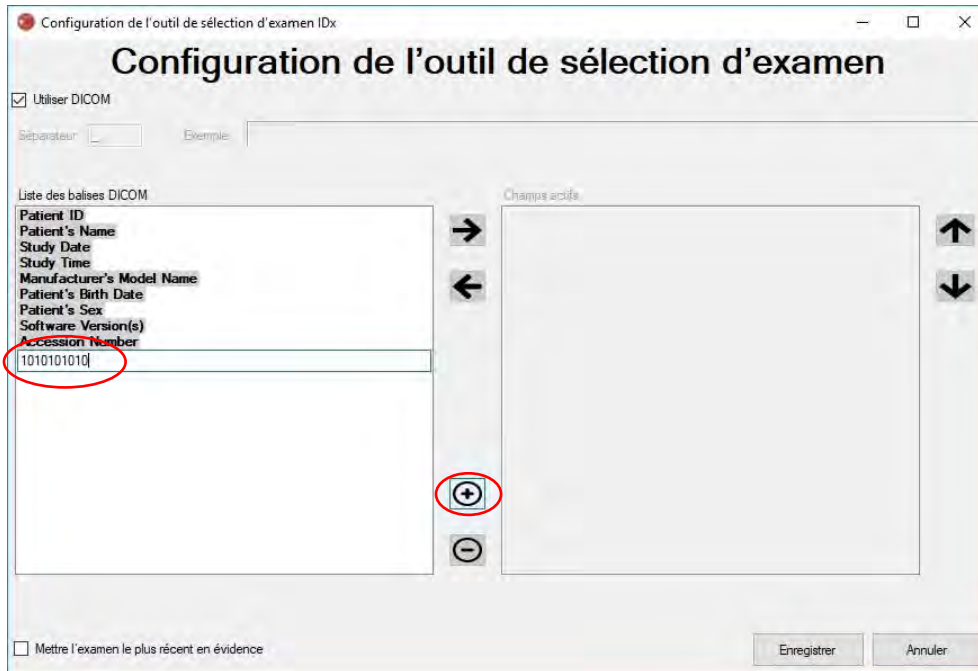 Configuration de l'outil de sélection d'examen IDx
Configuration de l'outil de sélection d'examen
Utiliser DICOM
Séparateur _ Exemple
Liste des balises DICOM
Champs actifs
Patient ID
Patient's Name
Study Date
Study Time
Manufacturer's Model Name
Patient's Birth Date
Patient's Sex
Software Version(s)
Accession Number
1010101010
Mettre l'examen le plus récent en évidence
Enregistrer
Annuler